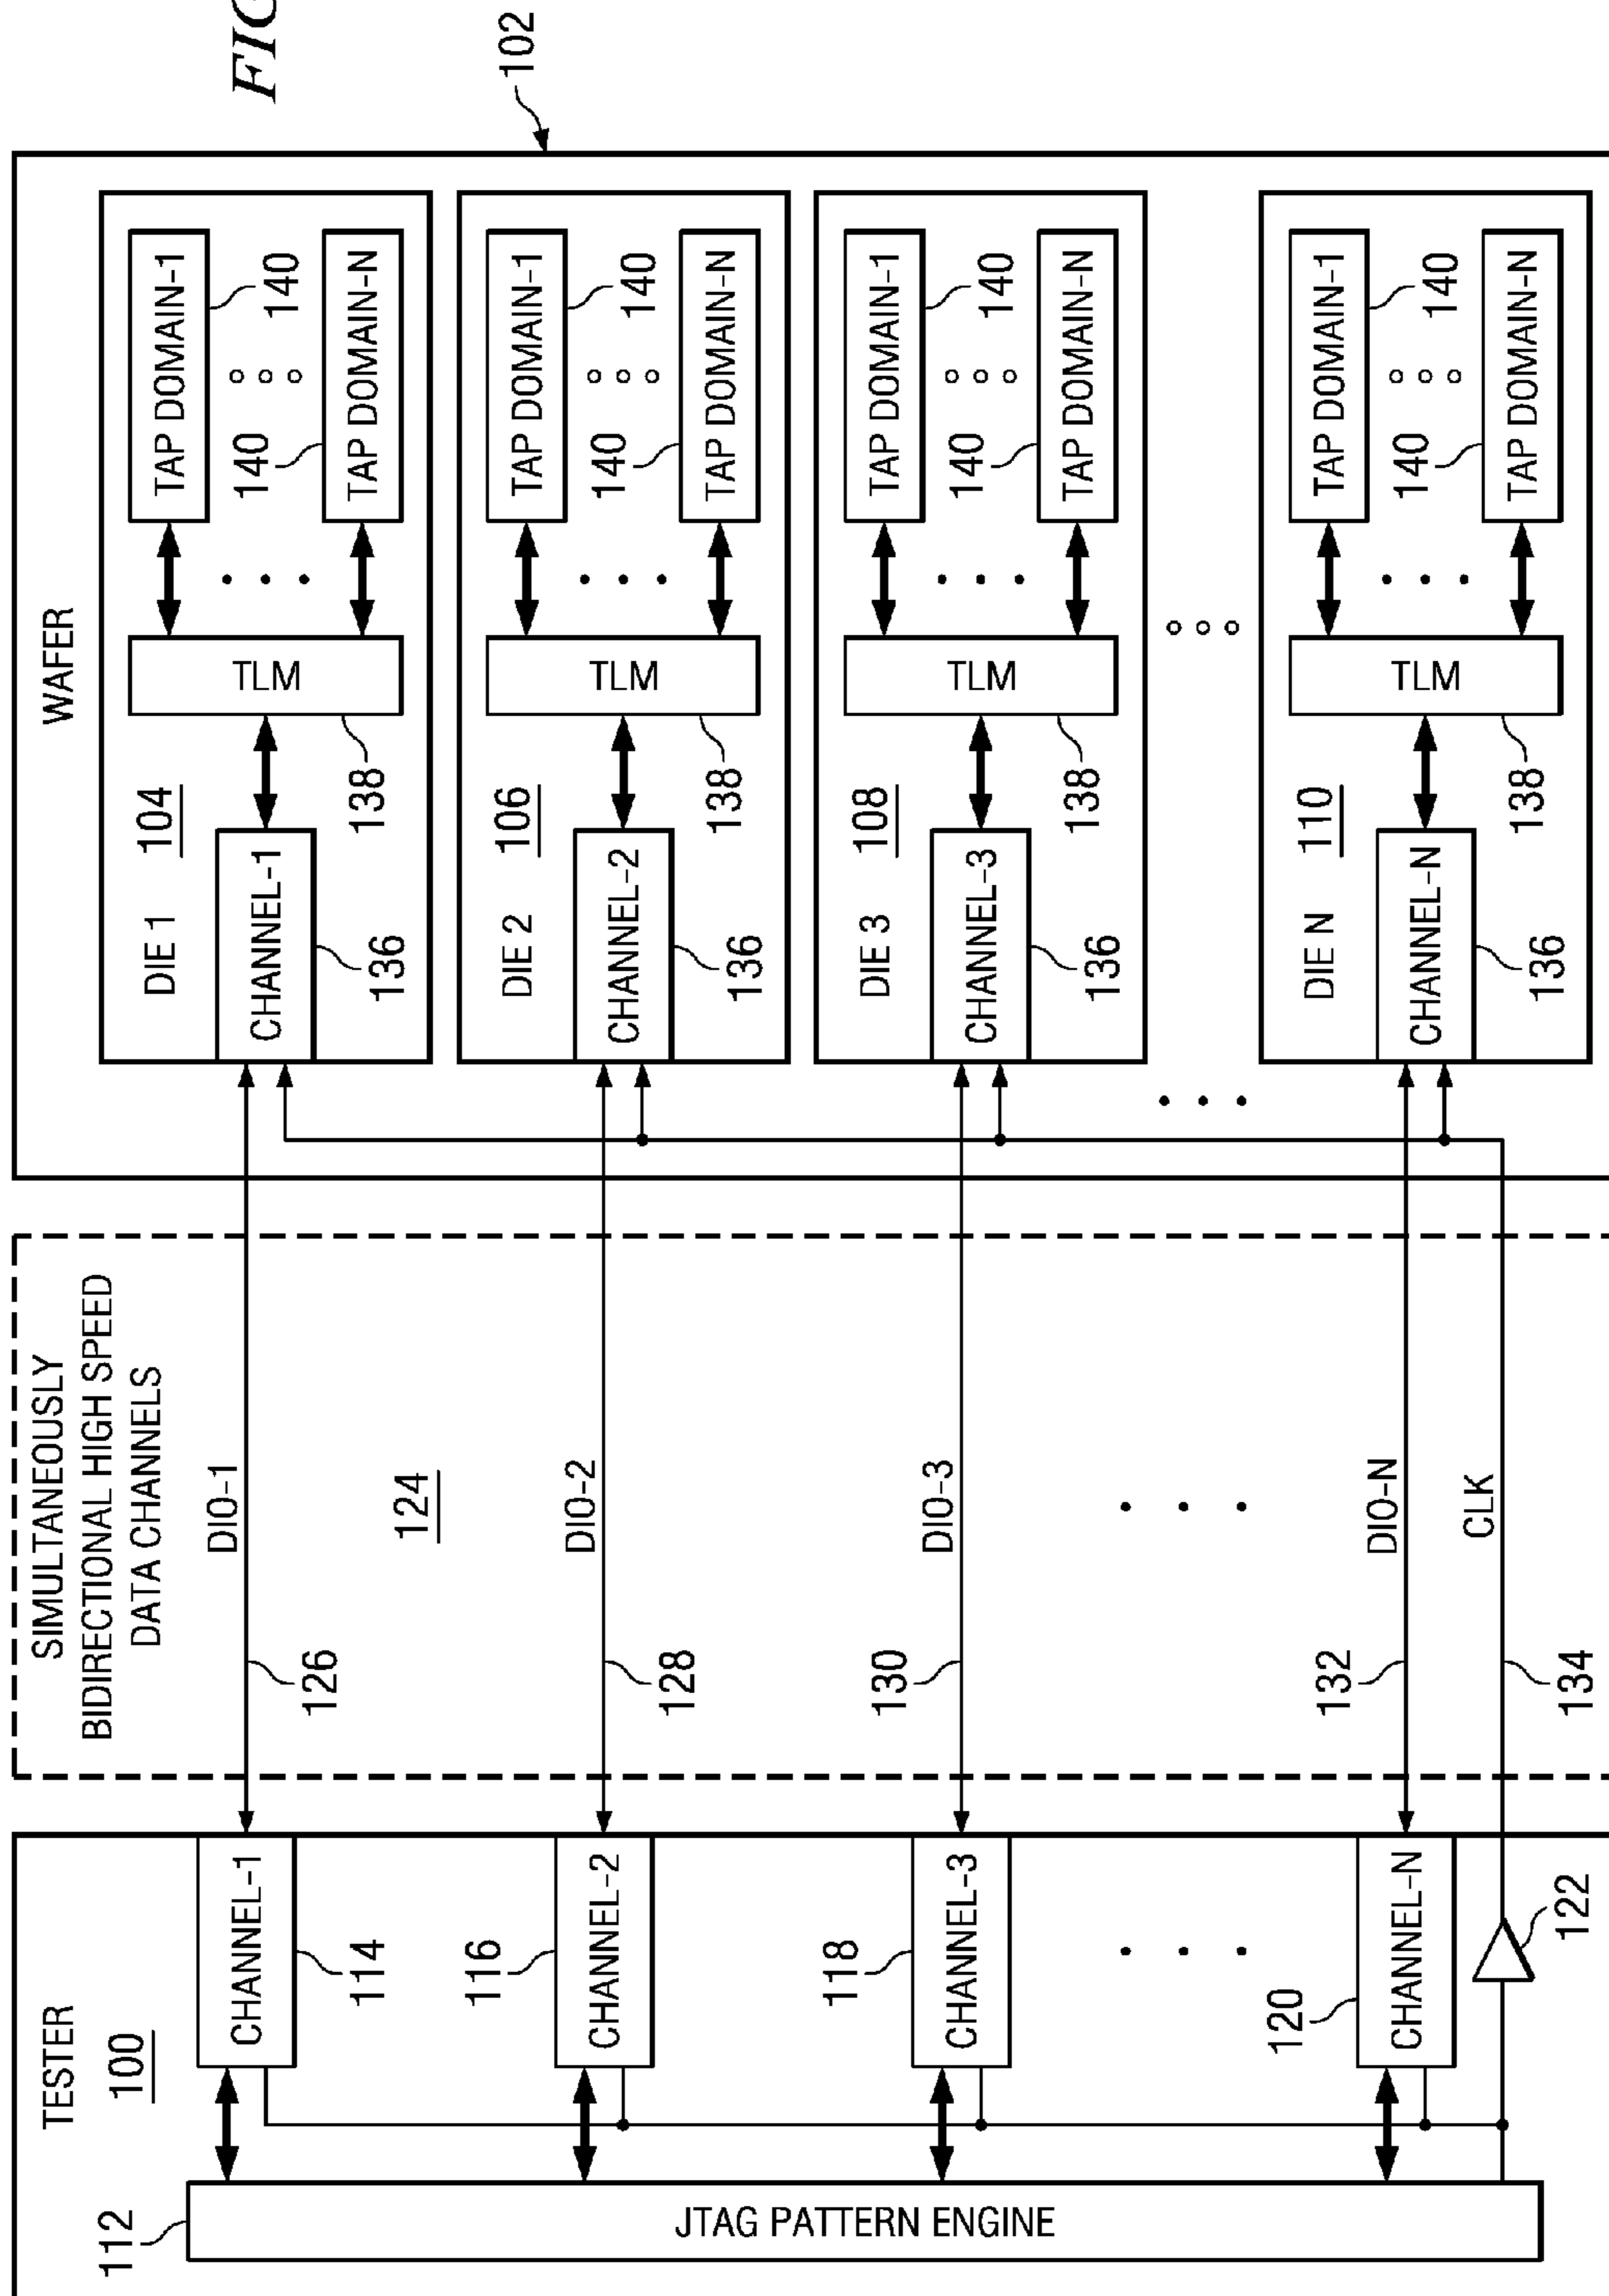 FIG
102
WAFER
DIE 1
104
CHANNEL-1
136
TLM
138
TAP DOMAIN-1
140
140
TAP DOMAIN-N
DIE 2
106
CHANNEL-2
136
TLM
138
TAP DOMAIN-1
140
140
TAP DOMAIN-N
DIE 3
108
CHANNEL-3
136
TLM
138
TAP DOMAIN-1
140
140
TAP DOMAIN-N
DIE N
110
CHANNEL-N
136
TLM
138
TAP DOMAIN-1
140
140
TAP DOMAIN-N
SIMULTANEOUSLY
BIDIRECTIONAL HIGH SPEED
DATA CHANNELS
DIO-1
126
124
DIO-2
128
DIO-3
130
DIO-N
132
CLK
134
TESTER
100
CHANNEL-1
114
116
CHANNEL-2
118
CHANNEL-3
120
CHANNEL-N
122
112
JTAG PATTERN ENGINE